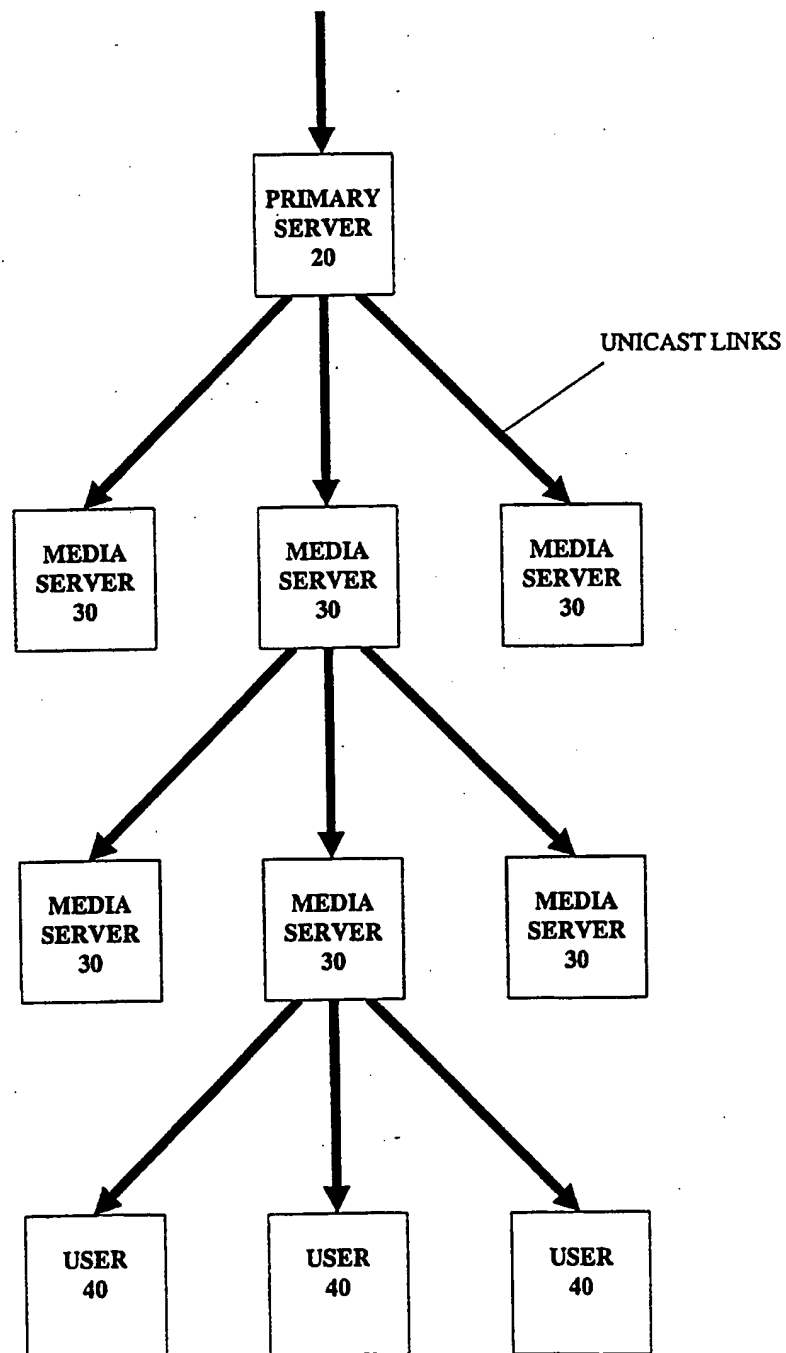 PRIMARY
SERVER
20
UNICAST LINKS
MEDIA
SERVER
30
MEDIA
SERVER
30
MEDIA
SERVER
30
MEDIA
SERVER
30
MEDIA
SERVER
30
MEDIA
SERVER
30
USER
40
USER
40
USER
40